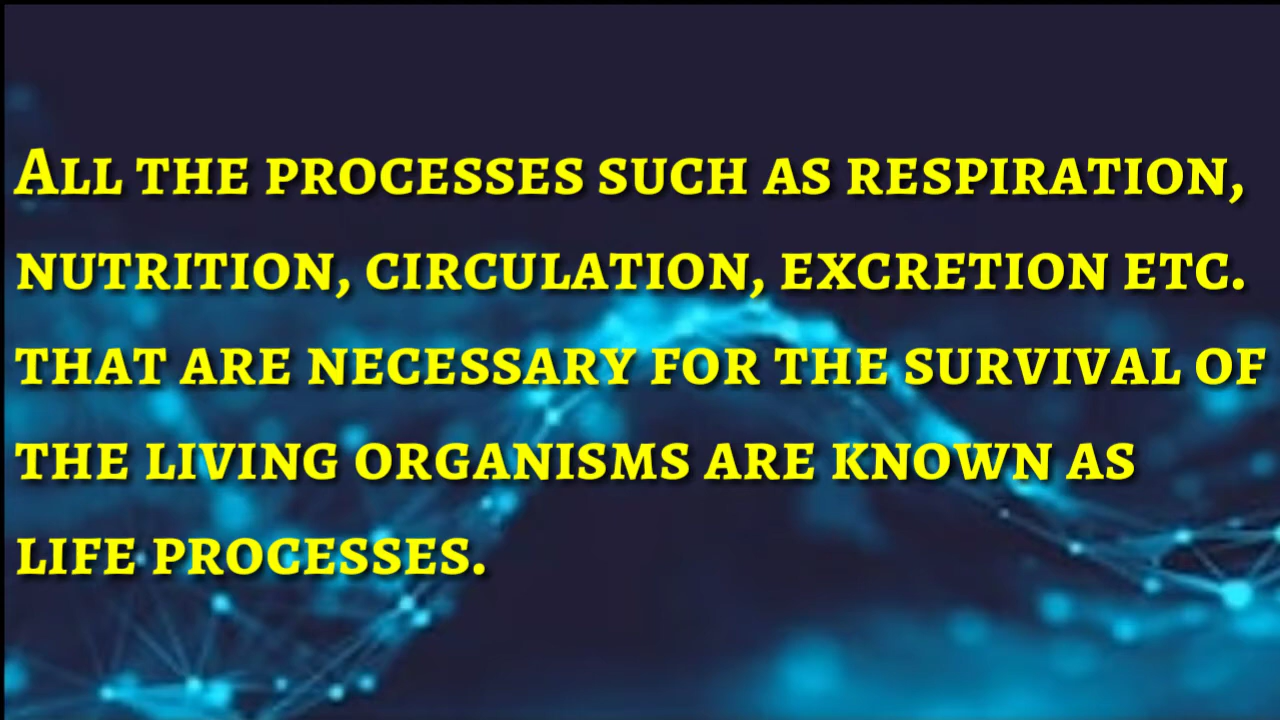 All the processes such as respiration,
nutrition, circulation, excretion etc.
that are necessary for the survival of
the living organisms are known as
life processes.